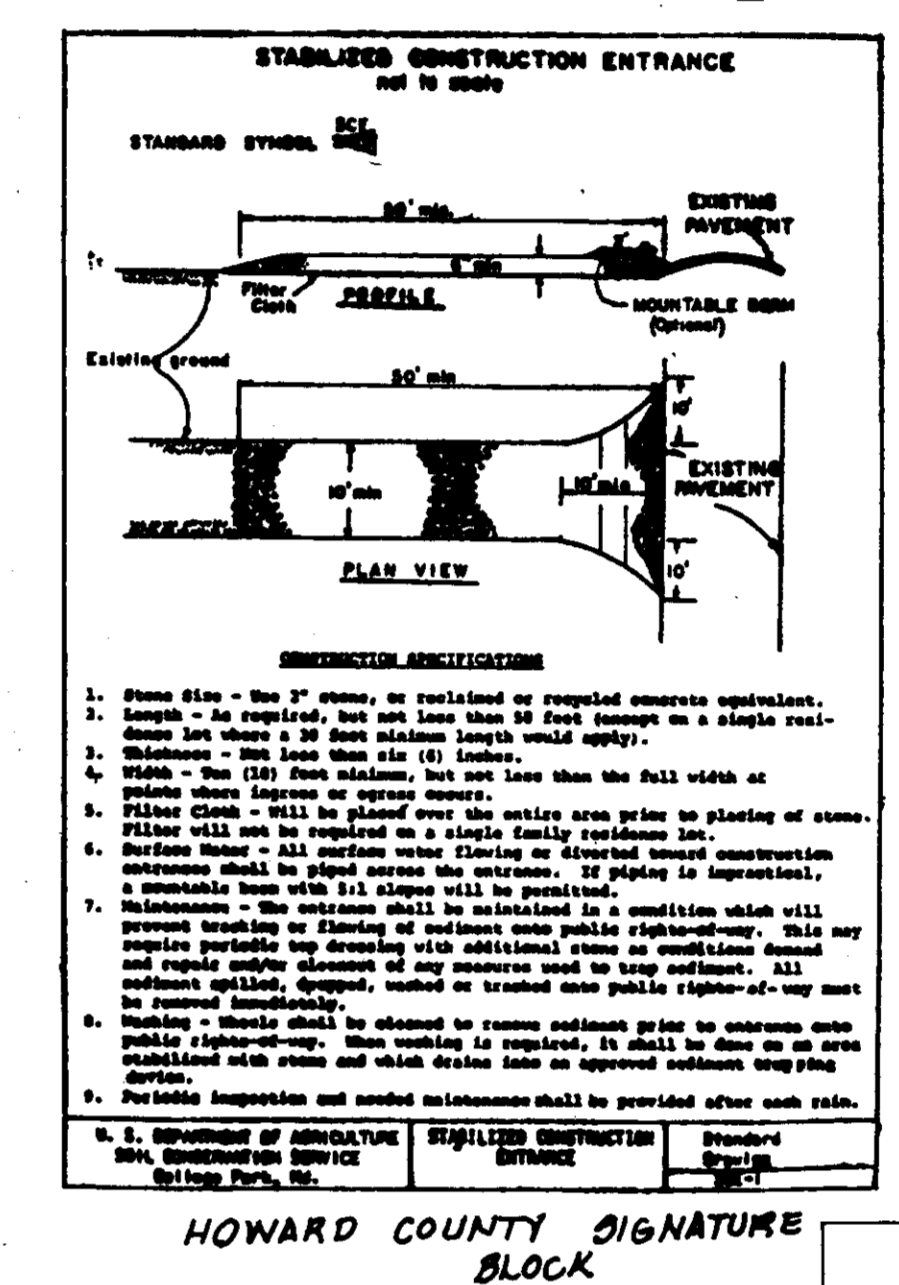 STABILIZED CONSTRUCTION ENTRANCE
not to scale
STANDARD SYMBOL
50' min.
EXISTING
PAVEMENT
6" min
Filter
Cloth
PROFILE
MOUNTABLE BERM
(Optional)
Existing ground
50' min
10'
10' min
10' min
EXISTING
PAVEMENT
10'
PLAN VIEW
CONSTRUCTION SPECIFICATIONS
1. Stone Size - Use 2" stone, or reclaimed or recycled concrete equivalent.
2. Length - As required, but not less than 50 feet (except on a single resi-
dence lot where a 30 foot minimum length would apply).
3. Thickness - Not less than six (6) inches.
4. Width - Ten (10) foot minimum, but not less than the full width at
points where ingress or egress occurs.
5. Filter Cloth - Will be placed over the entire area prior to placing of stone.
Filter will not be required on a single family residence lot.
6. Surface Water - All surface water flowing or diverted toward construction
entrances shall be piped across the entrance. If piping is impractical,
a mountable berm with 5:1 slopes will be permitted.
7. Maintenance - The entrance shall be maintained in a condition which will
prevent tracking or flowing of sediment onto public rights-of-way. This may
require periodic top dressing with additional stone as conditions demand
and repair and/or cleanout of any measures used to trap sediment. All
sediment spilled, dropped, washed or tracked onto public rights-of-way must
be removed immediately.
8. Washing - Wheels shall be cleaned to remove sediment prior to entrance onto
public rights-of-way. When washing is required, it shall be done on an area
stabilized with stone and which drains into an approved sediment trapping
device.
9. Periodic inspection and needed maintenance shall be provided after each rain.
U. S. DEPARTMENT OF AGRICULTURE
SOIL CONSERVATION SERVICE
College Park, Md.
STABILIZED CONSTRUCTION
ENTRANCE
Standard
Drawing
HOWARD COUNTY SIGNATURE
BLOCK